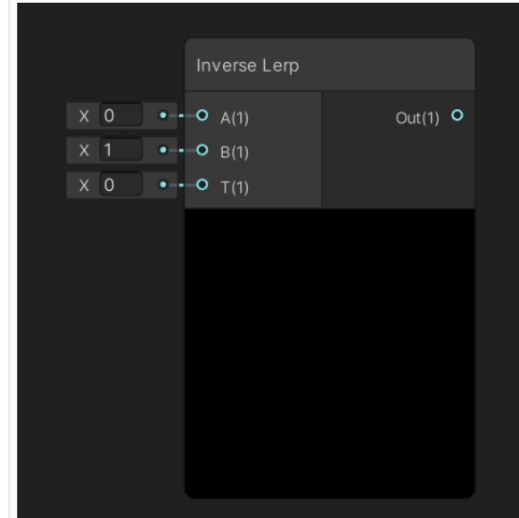 Inverse Lerp
X 0 A(1) Out(1)
X 1 B(1)
X 0 T(1)